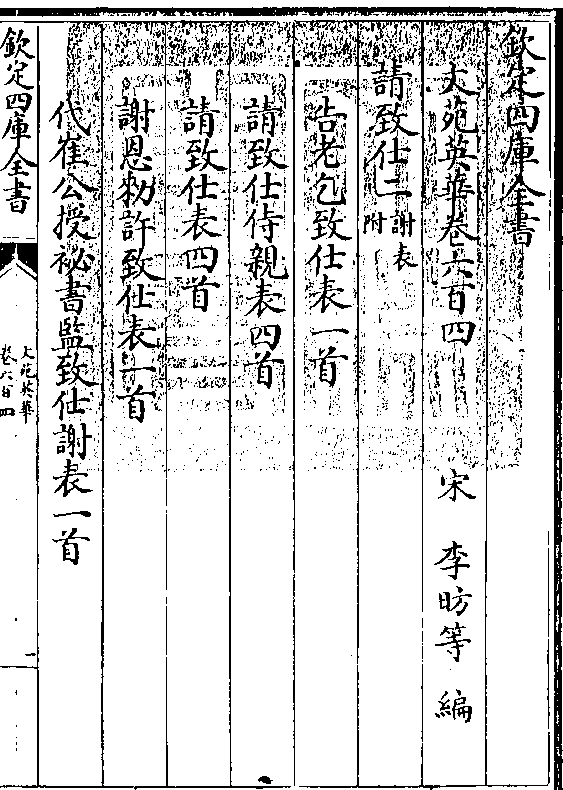 欽定四庫全書
文苑英華卷六百四
宋 李昉等 編
請致仕二謝表附
告老乞致仕表一首
請致仕侍親表四首
請致仕表四首
謝恩勅許致仕表一首
代崔公授祕書監致仕謝表一首
欽定四庫全書
文苑英華
卷六百四
一